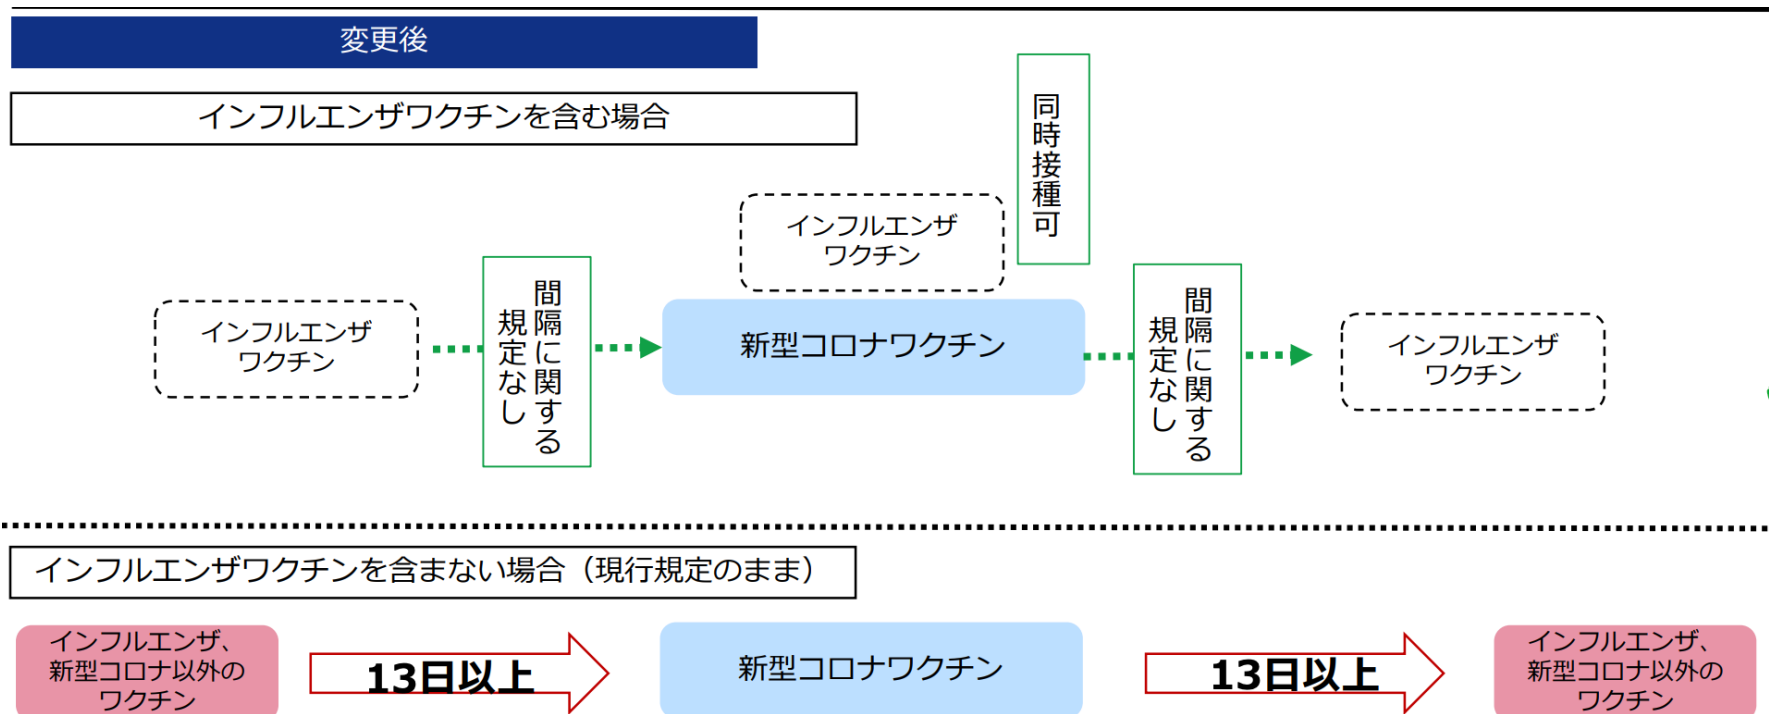 変更後
インフルエンザワクチンを含む場合
同時接種可
インフルエンザ
ワクチン
インフルエンザ
ワクチン
間隔に関する
規定なし
新型コロナワクチン
間隔に関する
規定なし
インフルエンザ
ワクチン
インフルエンザワクチンを含まない場合（現行規定のまま）
インフルエンザ、
新型コロナ以外の
ワクチン
13日以上
新型コロナワクチン
13日以上
インフルエンザ、
新型コロナ以外の
ワクチン